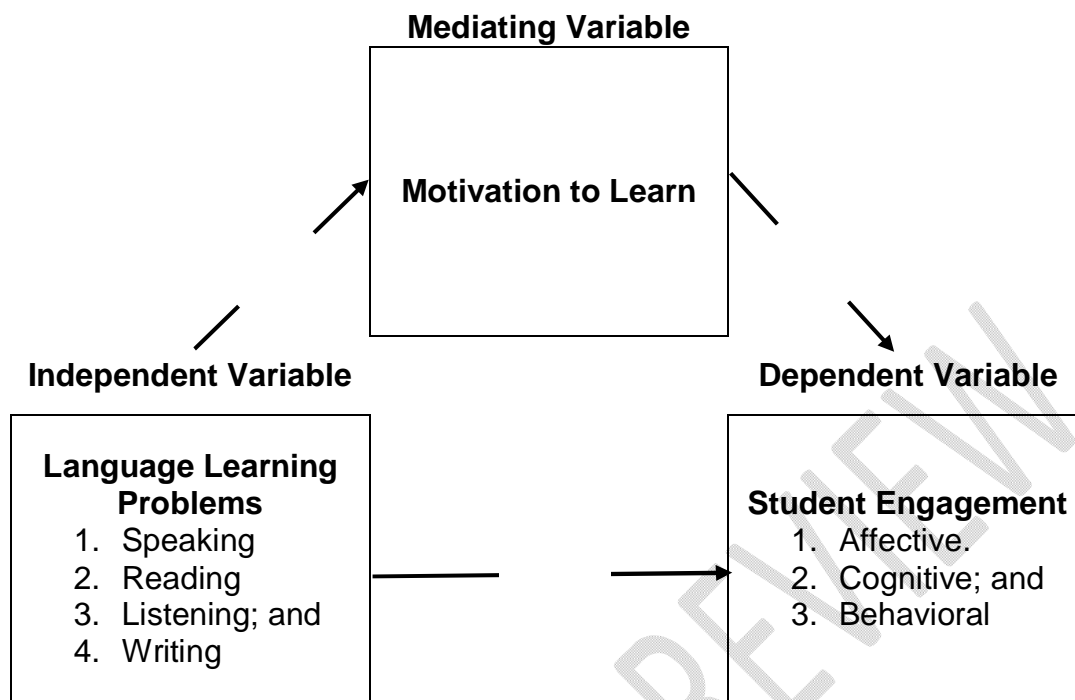 Mediating Variable
Motivation to Learn
Independent Variable
Dependent Variable
Language Learning
Problems
1. Speaking
2. Reading
3. Listening; and
4. Writing
Student Engagement
1. Affective.
2. Cognitive; and
3. Behavioral
REVIEW